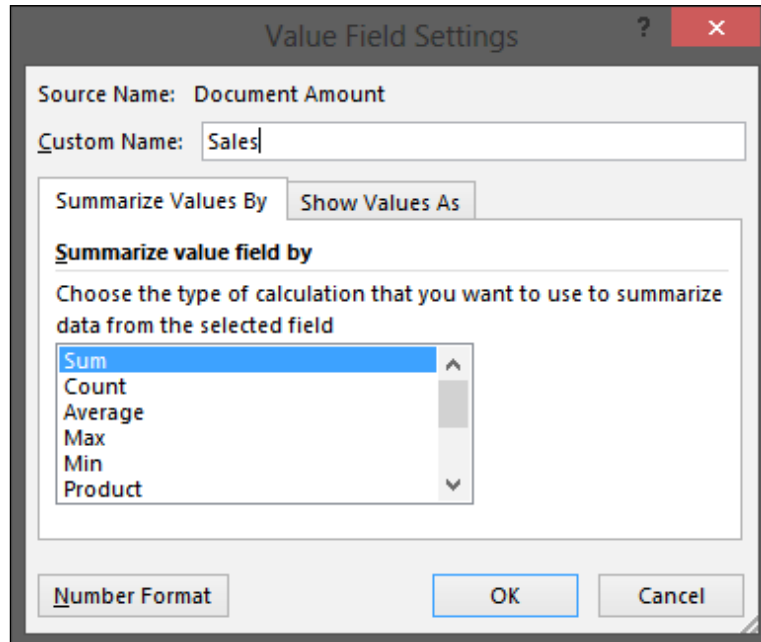 Value Field Settings ? ×
Source Name: Document Amount
Custom Name: Sales
Summarize Values By Show Values As
Summarize value field by
Choose the type of calculation that you want to use to summarize
data from the selected field
Sum
Count
Average
Max
Min
Product
Number Format OK Cancel